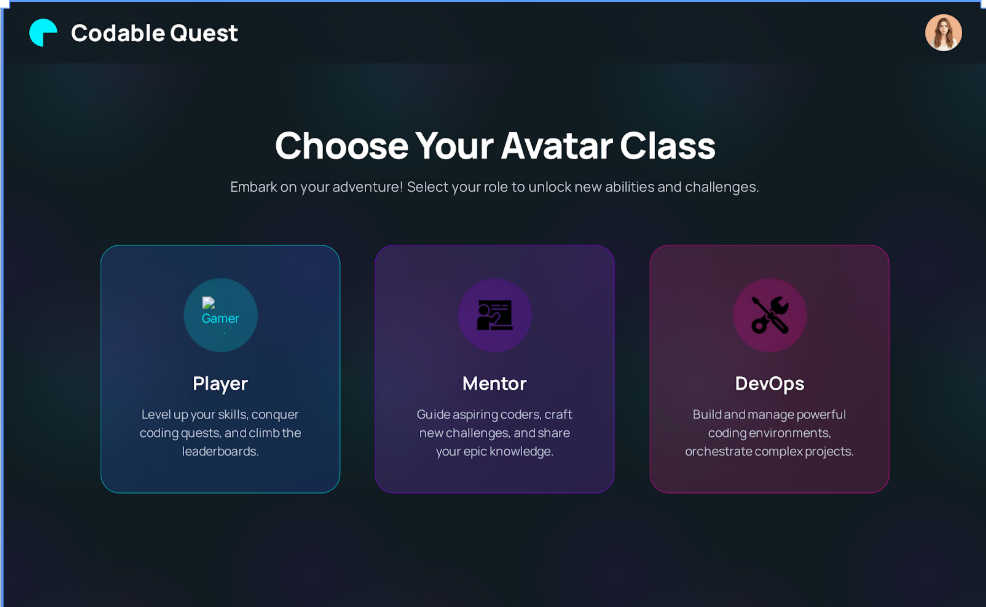 Codable Quest
Choose Your Avatar Class
Embark on your adventure! Select your role to unlock new abilities and challenges.
Gamer
Player
Level up your skills, conquer
coding quests, and climb the
leaderboards.
Mentor
Guide aspiring coders, craft
new challenges, and share
your epic knowledge.
DevOps
Build and manage powerful
coding environments,
orchestrate complex projects.